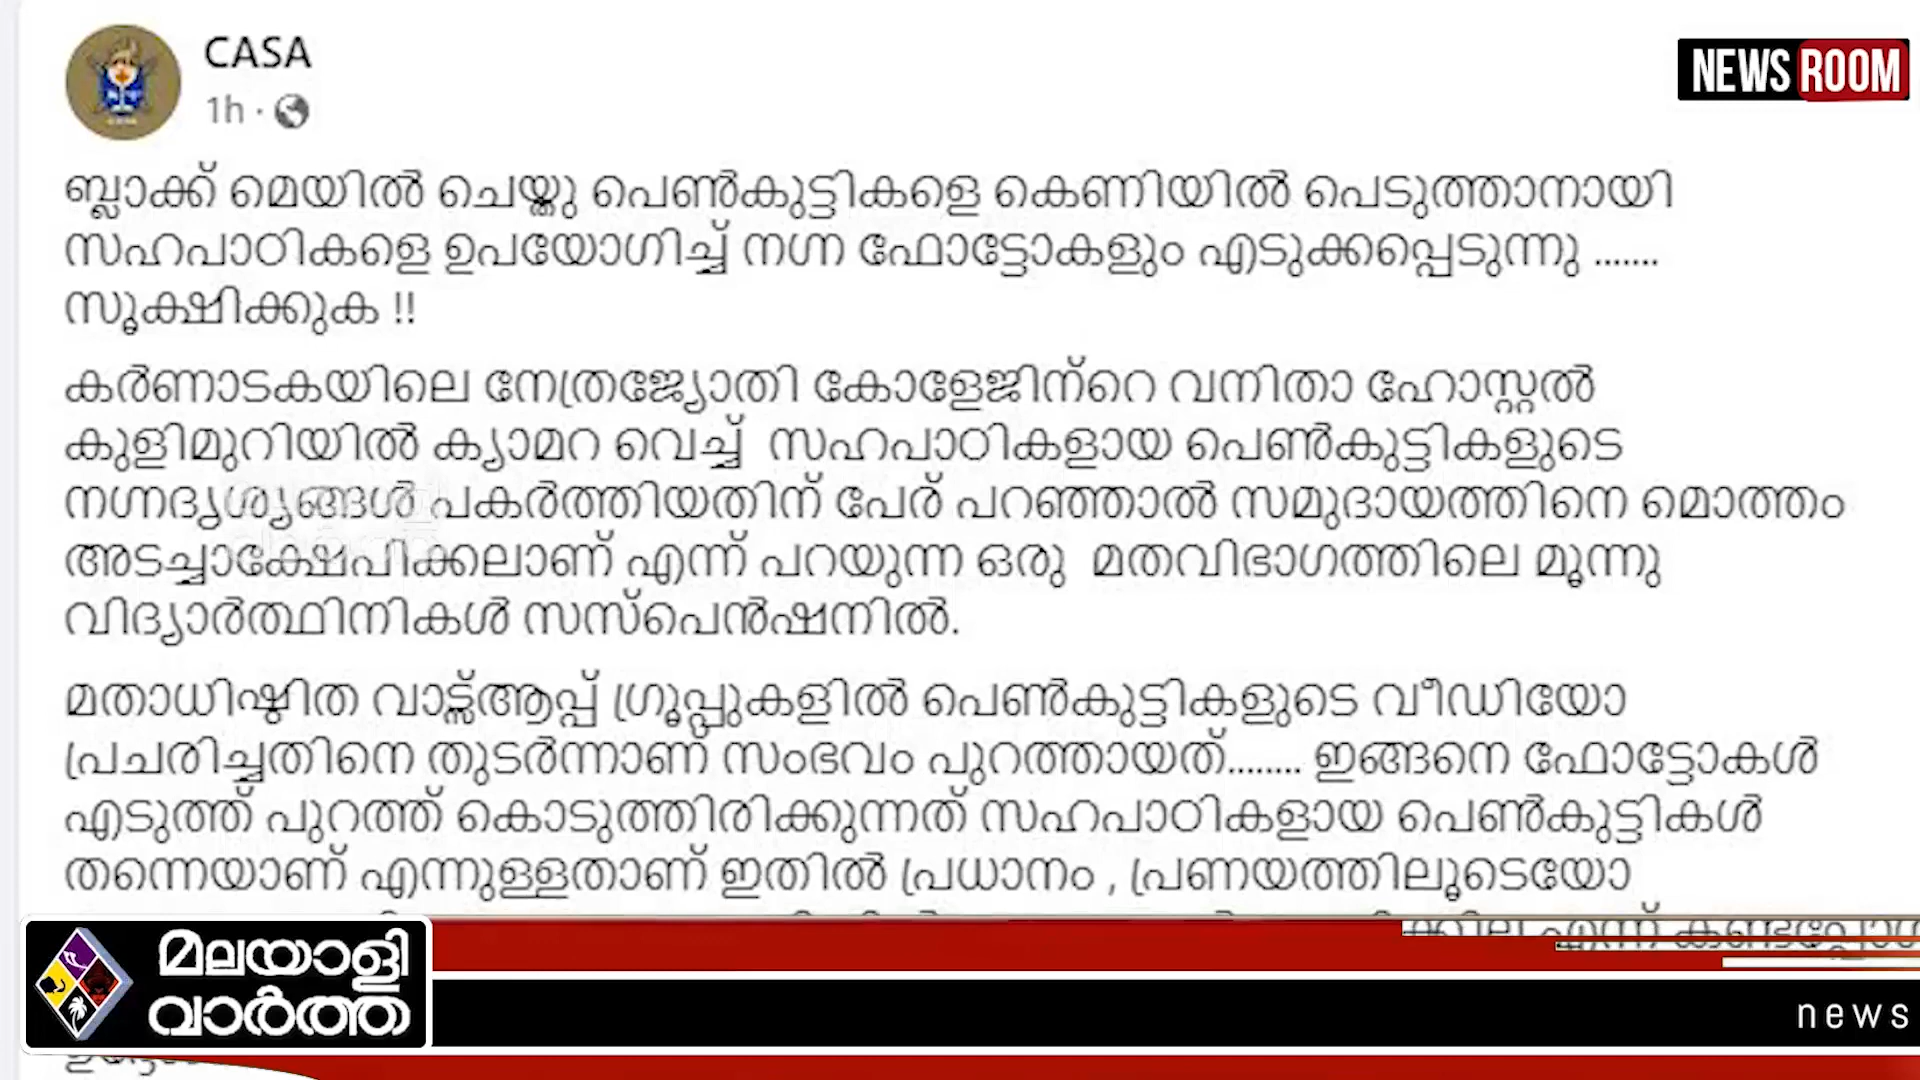 CASA
1h ·
NEWS ROOM
ബ്ലാക്ക് മെയിൽ ചെയ്തു പെൺകുട്ടികളെ കെണിയിൽ പെടുത്താനായി
സഹപാഠികളെ ഉപയോഗിച്ച് നഗ്ന ഫോട്ടോകളും എടുക്കപ്പെടുന്നു .......
സൂക്ഷിക്കുക !!
കർണാടകയിലെ നേത്രജ്യോതി കോളേജിന്റെ വനിതാ ഹോസ്റ്റൽ
കുളിമുറിയിൽ ക്യാമറ വെച്ച് സഹപാഠികളായ പെൺകുട്ടികളുടെ
നഗ്നദൃശ്യങ്ങൾ പകർത്തിയതിന് പേര് പറഞ്ഞാൽ സമുദായത്തിനെ മൊത്തം
അടച്ചാക്ഷേപിക്കലാണ് എന്ന് പറയുന്ന ഒരു മതവിഭാഗത്തിലെ മൂന്നു
വിദ്യാർത്ഥിനികൾ സസ്പെൻഷനിൽ.
മതാധിഷ്ഠിത വാട്സ്ആപ്പ് ഗ്രൂപ്പുകളിൽ പെൺകുട്ടികളുടെ വീഡിയോ
പ്രചരിച്ചതിനെ തുടർന്നാണ് സംഭവം പുറത്തായത്........ ഇങ്ങനെ ഫോട്ടോകൾ
എടുത്ത് പുറത്ത് കൊടുത്തിരിക്കുന്നത് സഹപാഠികളായ പെൺകുട്ടികൾ
തന്നെയാണ് എന്നുള്ളതാണ് ഇതിൽ പ്രധാനം , പ്രണയത്തിലൂടെയോ
എന്ന്
മലയാളി
വാർത്ത
news